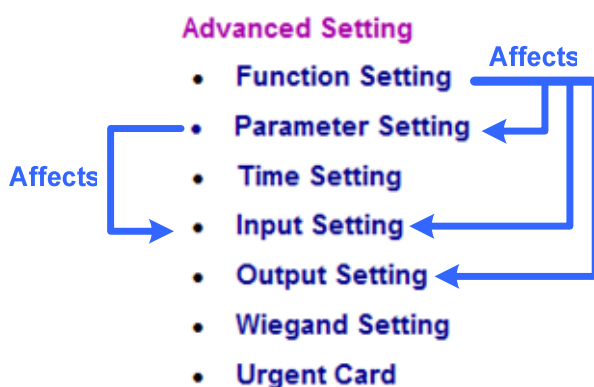 Advanced Setting
Affects
• Function Setting
• Parameter Setting
Affects
• Time Setting
• Input Setting
• Output Setting
• Wiegand Setting
• Urgent Card